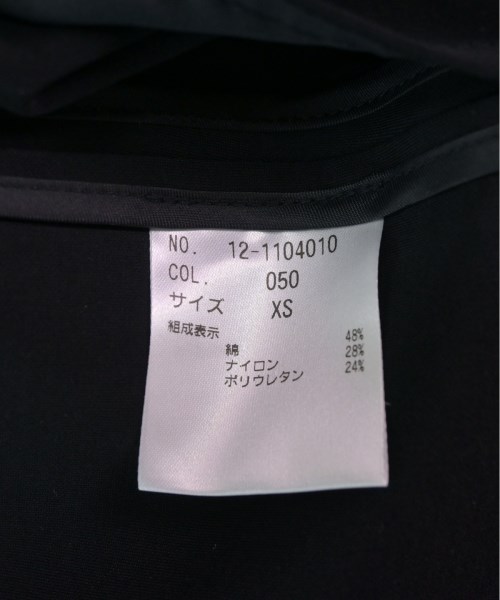 NO. 12-1104010
COL. 050
サイズ XS
組成表示
綿 48%
ナイロン 28%
ポリウレタン 24%